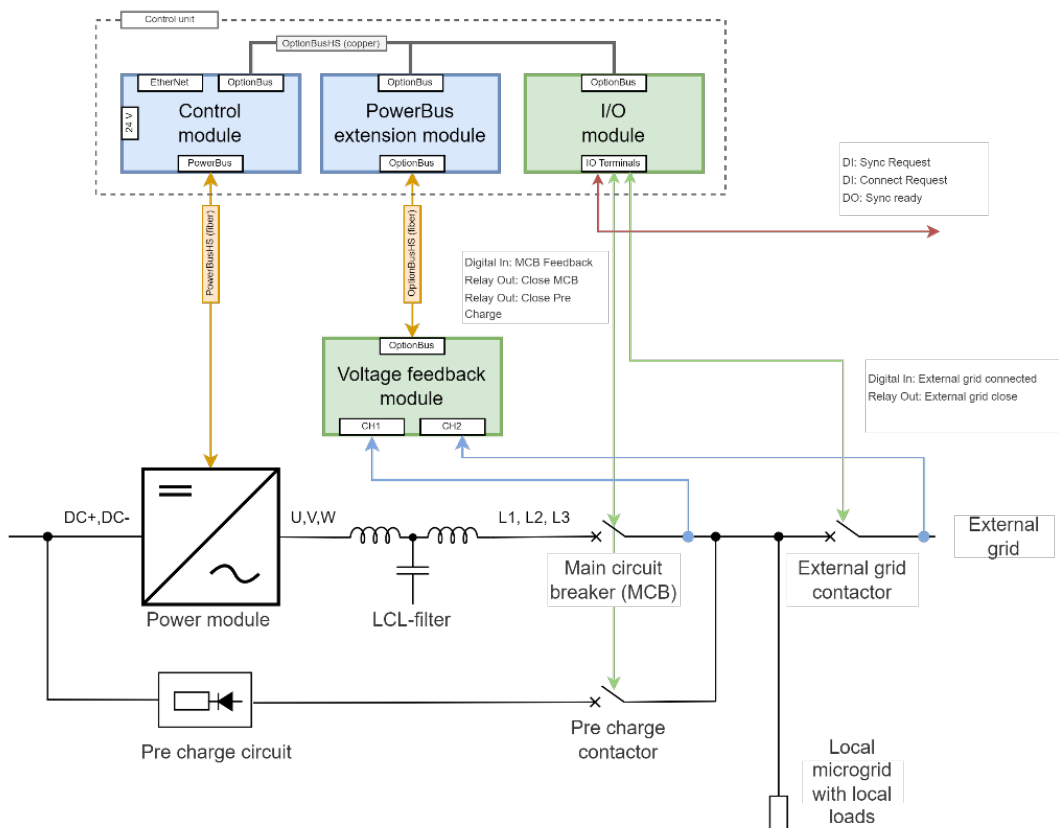 Control unit
OptionBusHS (copper)
EtherNet
OptionBus
OptionBus
OptionBus
24 V
Control
module
PowerBus
extension module
I/O
module
PowerBus
OptionBus
IO Terminals
DI: Sync Request
DI: Connect Request
DO: Sync ready
PowerBusHS (fiber)
OptionBusHS (fiber)
Digital In: MCB Feedback
Relay Out: Close MCB
Relay Out: Close Pre
Charge
OptionBus
Voltage feedback
module
CH1
CH2
Digital In: External grid connected
Relay Out: External grid close
DC+,DC-
U,V,W
L1, L2, L3
External
grid
Main circuit
breaker (MCB)
External grid
contactor
Power module
LCL-filter
Pre charge circuit
Pre charge
contactor
Local
microgrid
with local
loads